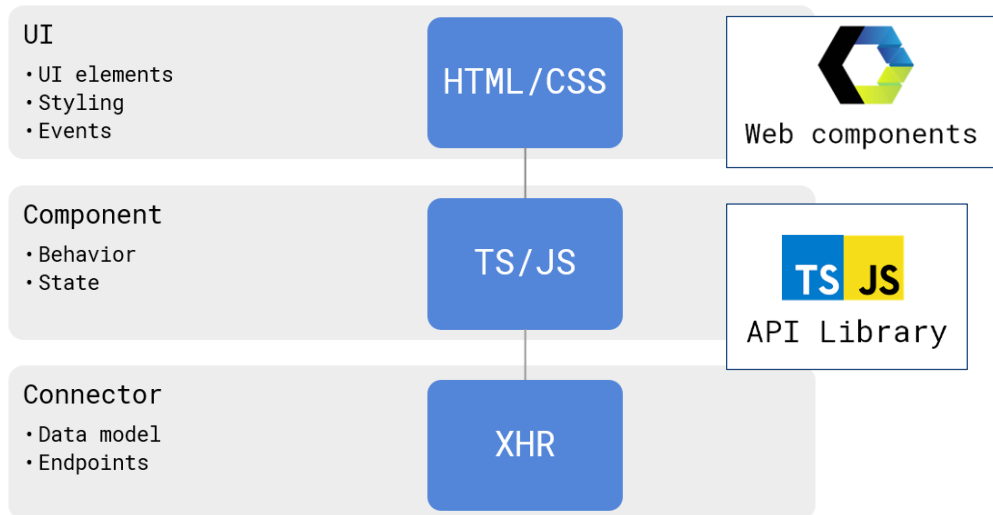 UI
• UI elements
• Styling
• Events
HTML/CSS
Web components
Component
• Behavior
• State
TS/JS
TS JS
API Library
Connector
• Data model
• Endpoints
XHR